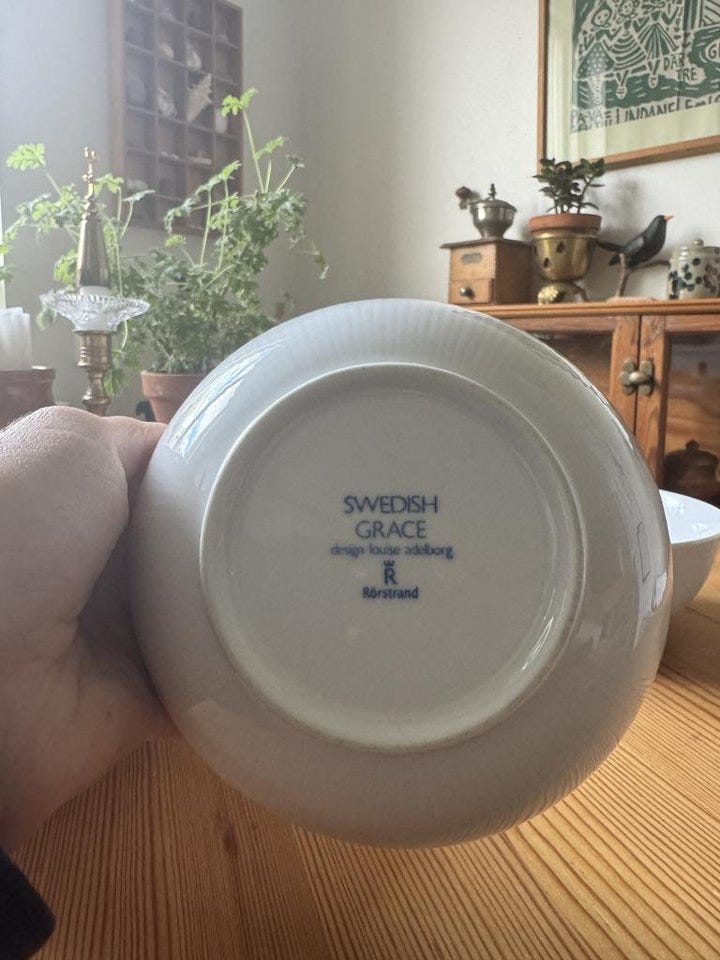 SWEDISH
GRACE
design louise adelborg
R
Rörstrand